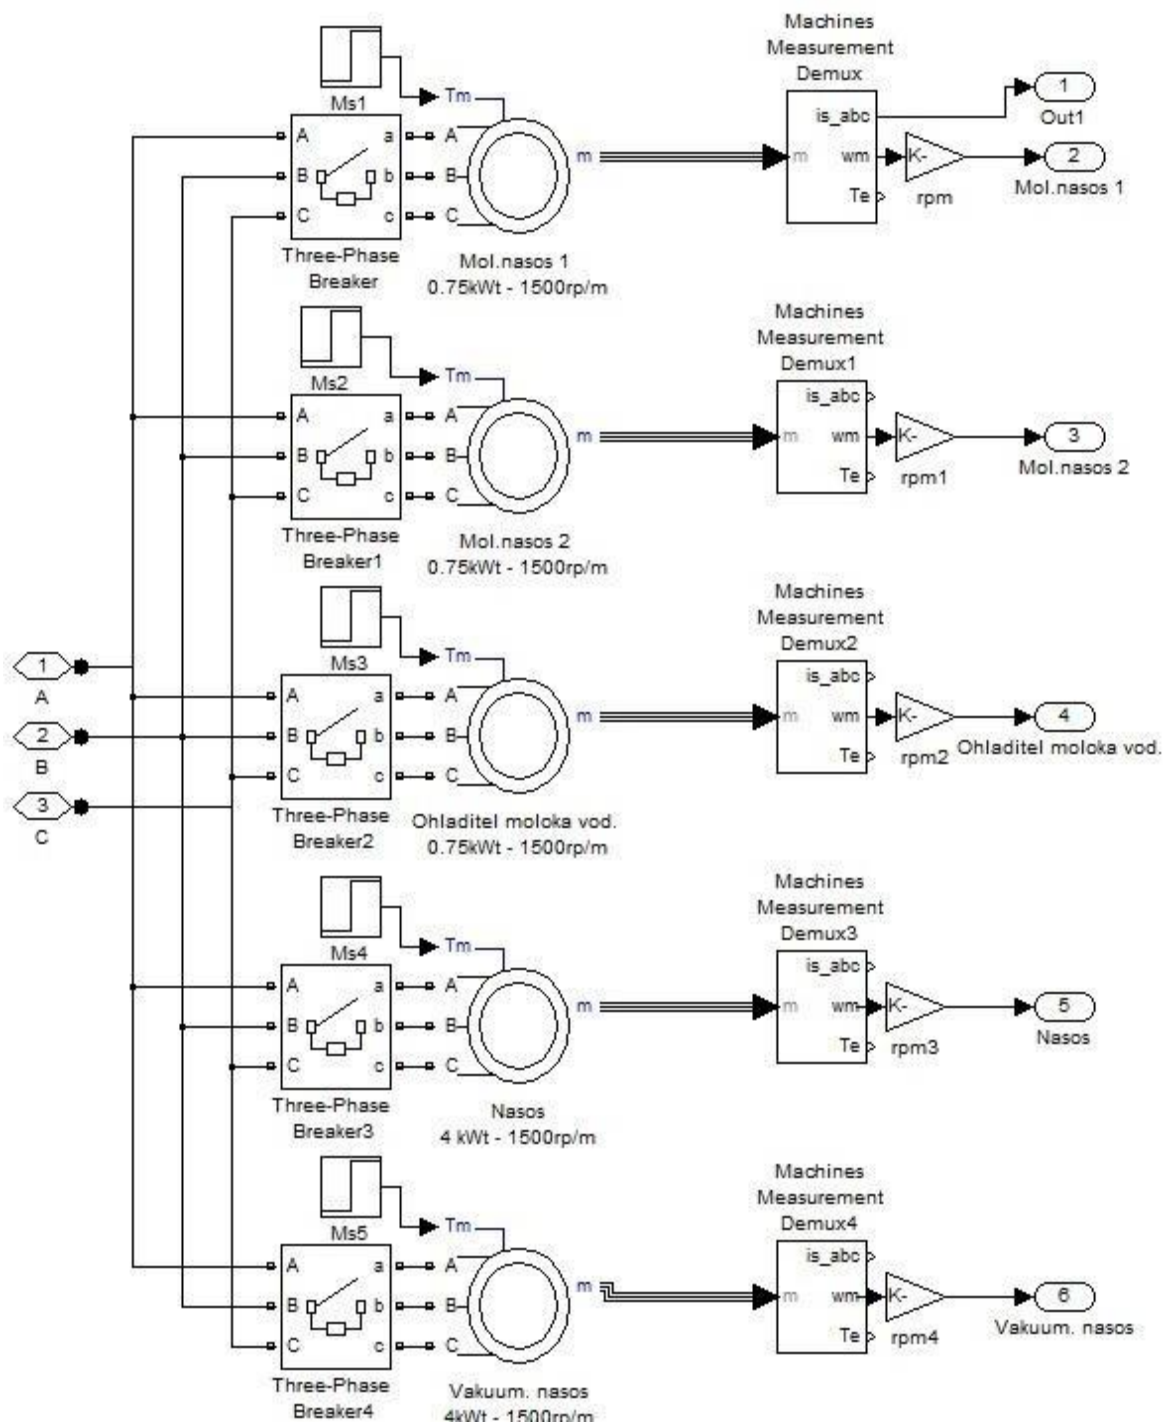 Machines
Measurement
Demux
Ms1
Tm
1
Out1
is_abc
A
a
A
B
b
B
m
m
wm
K-
2
Mol.nasos 1
C
c
C
Te
rpm
Three-Phase
Breaker
Mol.nasos 1
0.75kWt - 1500rp/m
Machines
Measurement
Demux1
Ms2
Tm
is_abc
A
a
A
B
b
B
m
m
wm
K-
3
Mol.nasos 2
C
c
C
Te
rpm1
Three-Phase
Breaker1
Mol.nasos 2
0.75kWt - 1500rp/m
Machines
Measurement
Demux2
1
A
2
B
3
C
Ms3
Tm
is_abc
A
a
A
B
b
B
m
m
wm
K-
4
Ohladitel moloka vod.
C
c
C
Te
rpm2
Three-Phase
Breaker2
Ohladitel moloka vod.
0.75kWt - 1500rp/m
Machines
Measurement
Demux3
Ms4
Tm
is_abc
A
a
A
B
b
B
m
m
wm
K-
5
Nasos
C
c
C
Te
rpm3
Three-Phase
Breaker3
Nasos
4 kWt - 1500rp/m
Machines
Measurement
Demux4
Ms5
Tm
is_abc
A
a
A
B
b
B
m
m
wm
K-
6
Vakuum. nasos
C
c
C
Te
rpm4
Three-Phase
Breaker4
Vakuum. nasos
4kWt - 1500rp/m